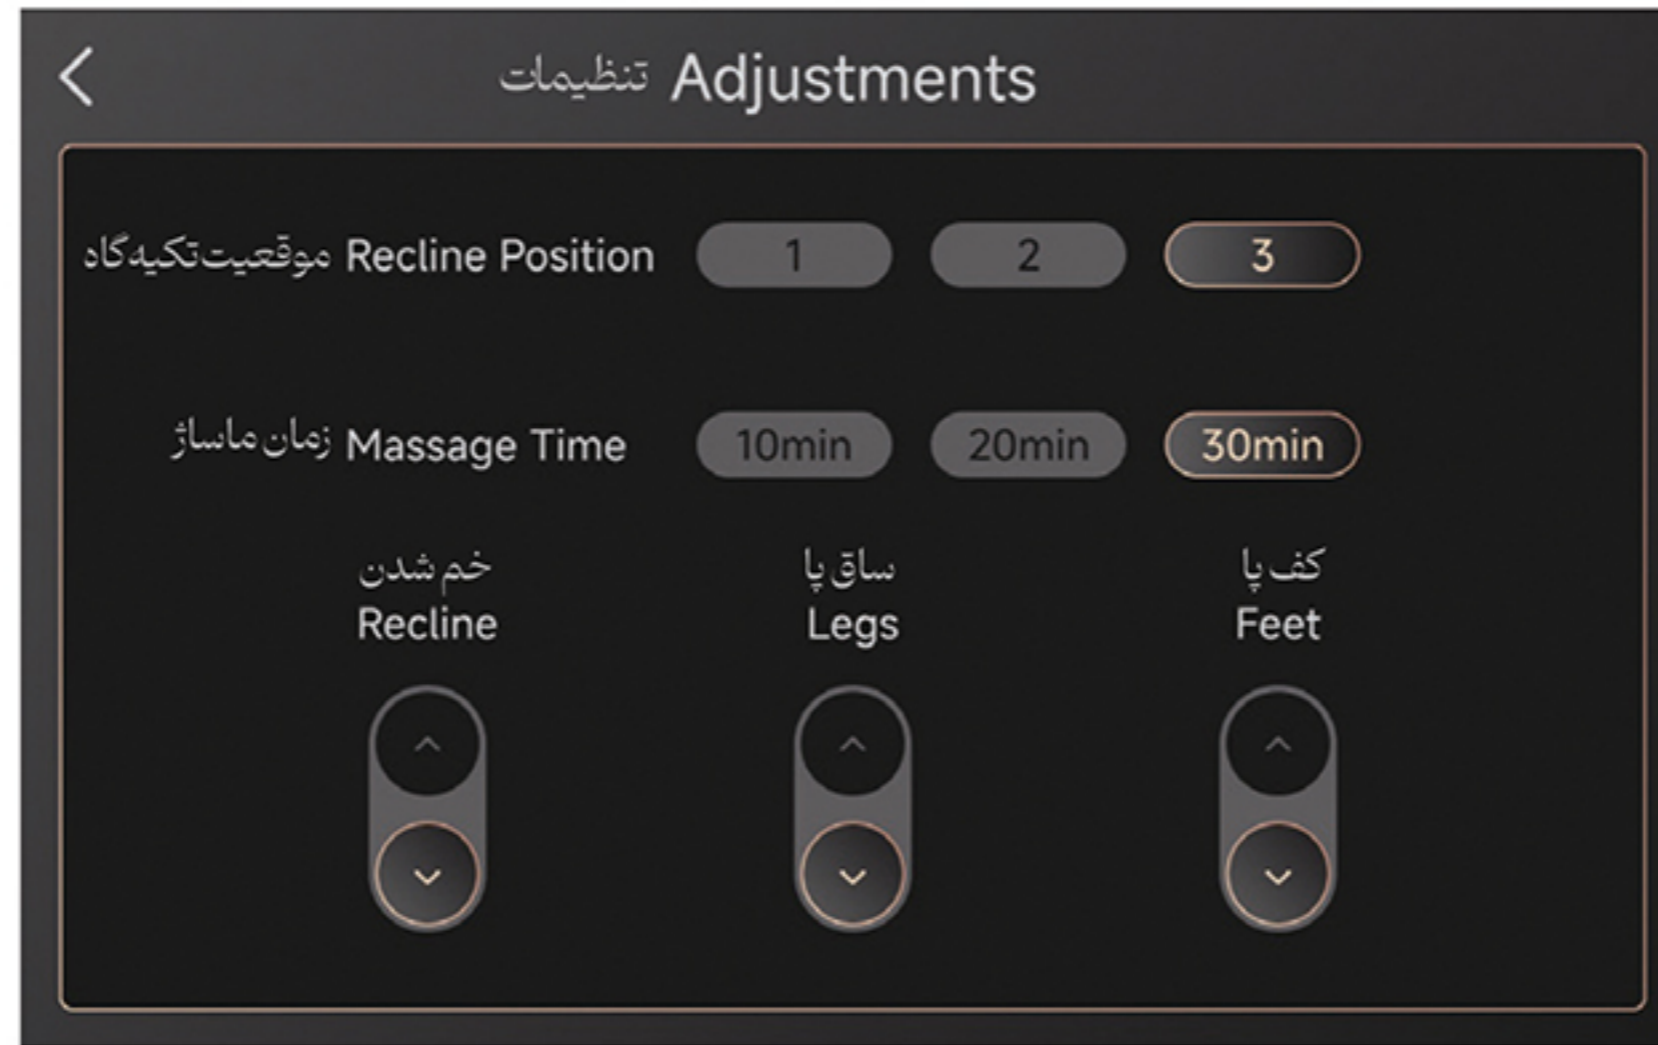 تنظیمات Adjustments
موقعیت تکیه گاه Recline Position 1 2 3
زمان ماساژ Massage Time 10min 20min 30min
خم شدن ساق پا کف پا
Recline Legs Feet